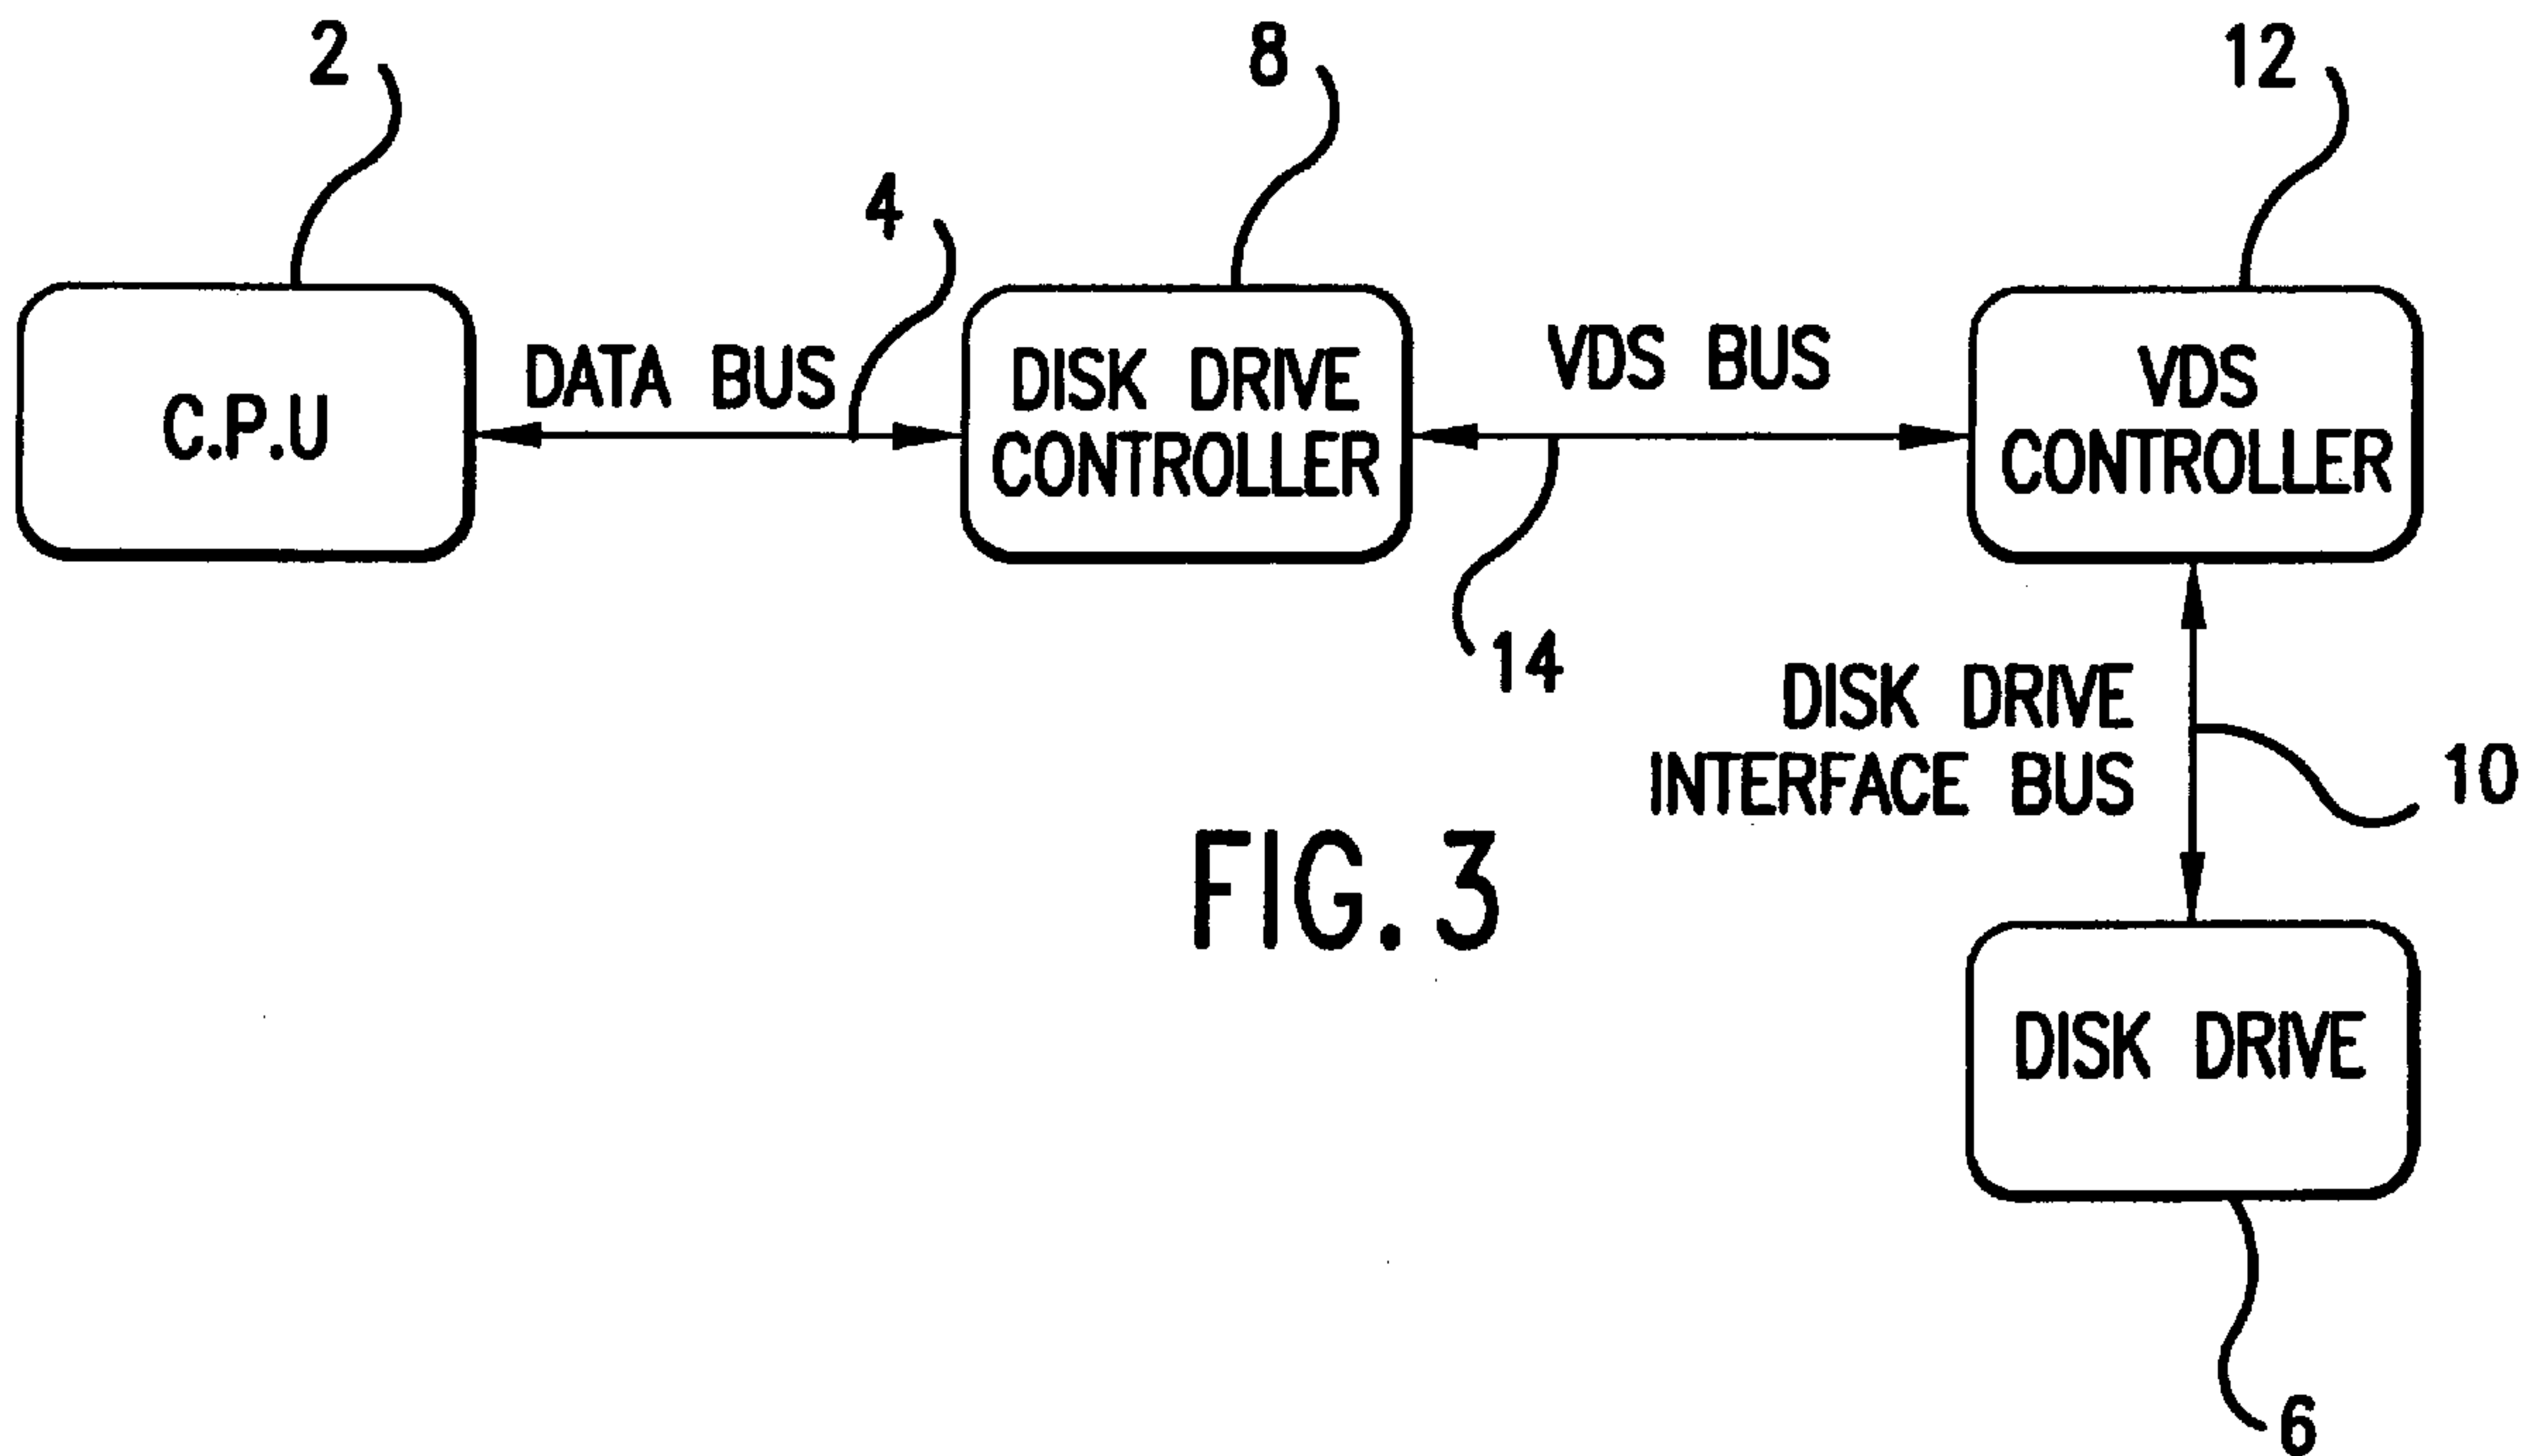 2
8
12
4
C.P.U
DATA BUS
DISK DRIVE
CONTROLLER
VDS BUS
VDS
CONTROLLER
14
DISK DRIVE
INTERFACE BUS
10
FIG. 3
DISK DRIVE
6